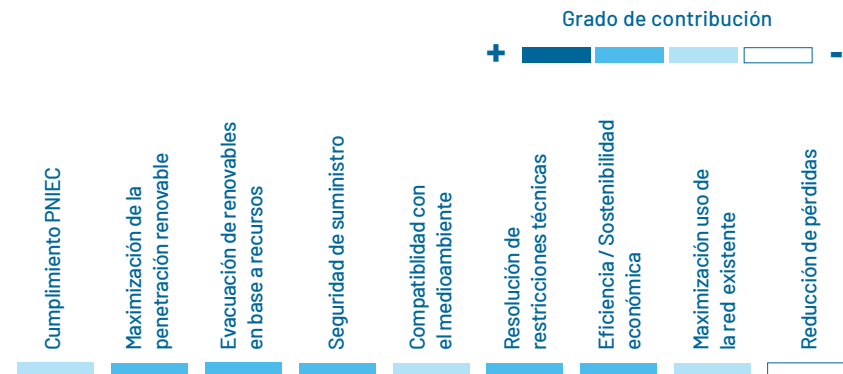 Grado de contribución
+ -
Cumplimiento PNIEC
Maximización de la
penetración renovable
Evacuación de renovables
en base a recursos
Seguridad de suministro
Compatiblidad con
el medioambiente
Resolución de
restricciones técnicas
Eficiencia / Sostenibilidad
económica
Maximización uso de
la red existente
Reducción de pérdidas